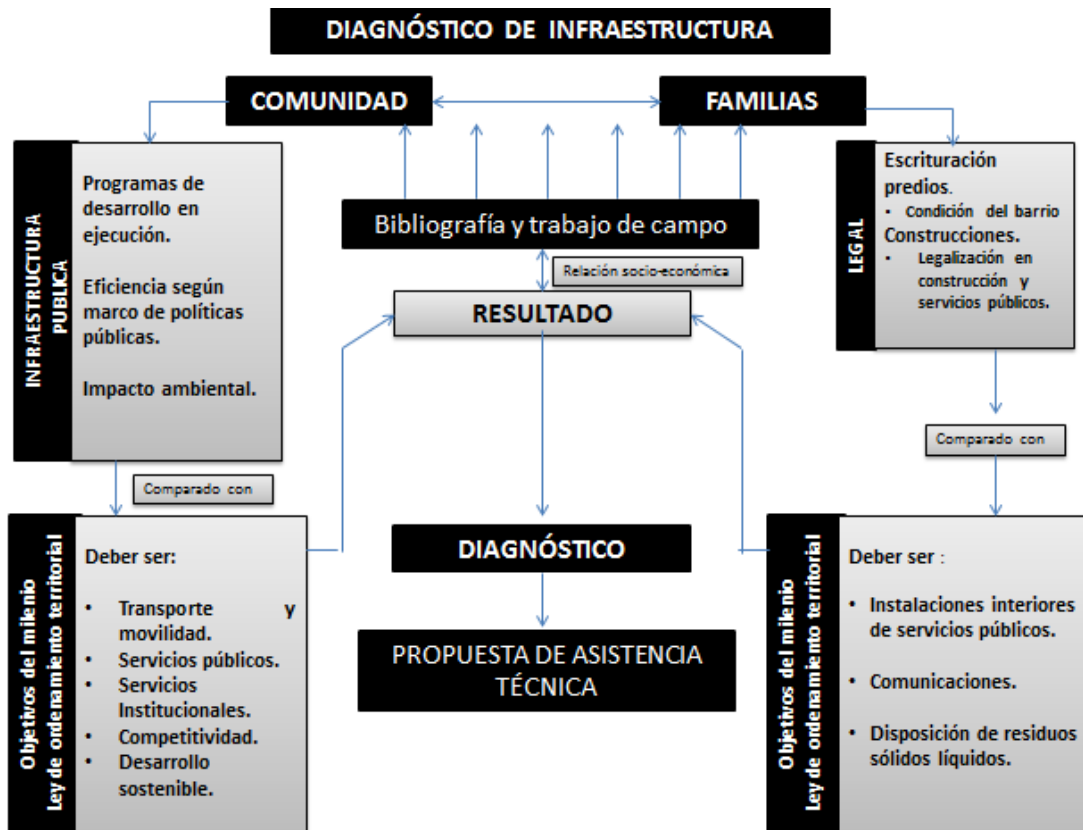 DIAGNÓSTICO DE INFRAESTRUCTURA
COMUNIDAD
FAMILIAS
INFRAESTRUCTURA
PUBLICA
Programas de
desarrollo en
ejecución.
Eficiencia según
marco de políticas
públicas.
Impacto ambiental.
Bibliografía y trabajo de campo
Relación socio-económica
RESULTADO
LEGAL
Escrituración
predios.
• Condición del barrio
Construcciones.
• Legalización en
construcción y
servicios públicos.
Comparado con
Comparado con
Objetivos del milenio
Ley de ordenamiento territorial
Deber ser:
• Transporte y
movilidad.
• Servicios públicos.
• Servicios
Institucionales.
• Competitividad.
• Desarrollo
sostenible.
DIAGNÓSTICO
PROPUESTA DE ASISTENCIA
TÉCNICA
Objetivos del milenio
Ley de ordenamiento territorial
Deber ser :
• Instalaciones interiores
de servicios públicos.
• Comunicaciones.
• Disposición de residuos
sólidos líquidos.